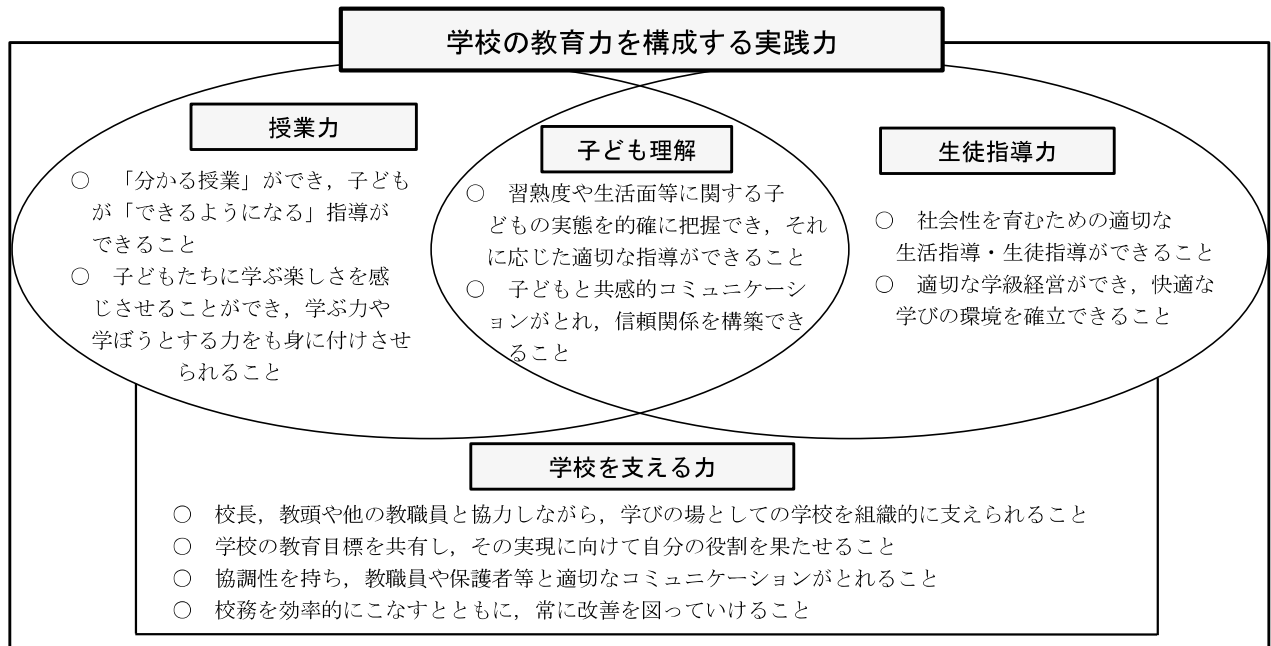 学校の教育力を構成する実践力
授業力
○　「分かる授業」ができ，子ども
が「できるようになる」指導が
できること
○　子どもたちに学ぶ楽しさを感
じさせることができ，学ぶ力や
学ぼうとする力をも身に付けさせ
られること
子ども理解
○　習熟度や生活面等に関する子
どもの実態を的確に把握でき，それ
に応じた適切な指導ができること
○　子どもと共感的コミュニケーシ
ョンがとれ，信頼関係を構築でき
ること
生徒指導力
○　社会性を育むための適切な
生活指導・生徒指導ができること
○　適切な学級経営ができ，快適な
学びの環境を確立できること
学校を支える力
○　校長，教頭や他の教職員と協力しながら，学びの場としての学校を組織的に支えられること
○　学校の教育目標を共有し，その実現に向けて自分の役割を果たせること
○　協調性を持ち，教職員や保護者等と適切なコミュニケーションがとれること
○　校務を効率的にこなすとともに，常に改善を図っていけること